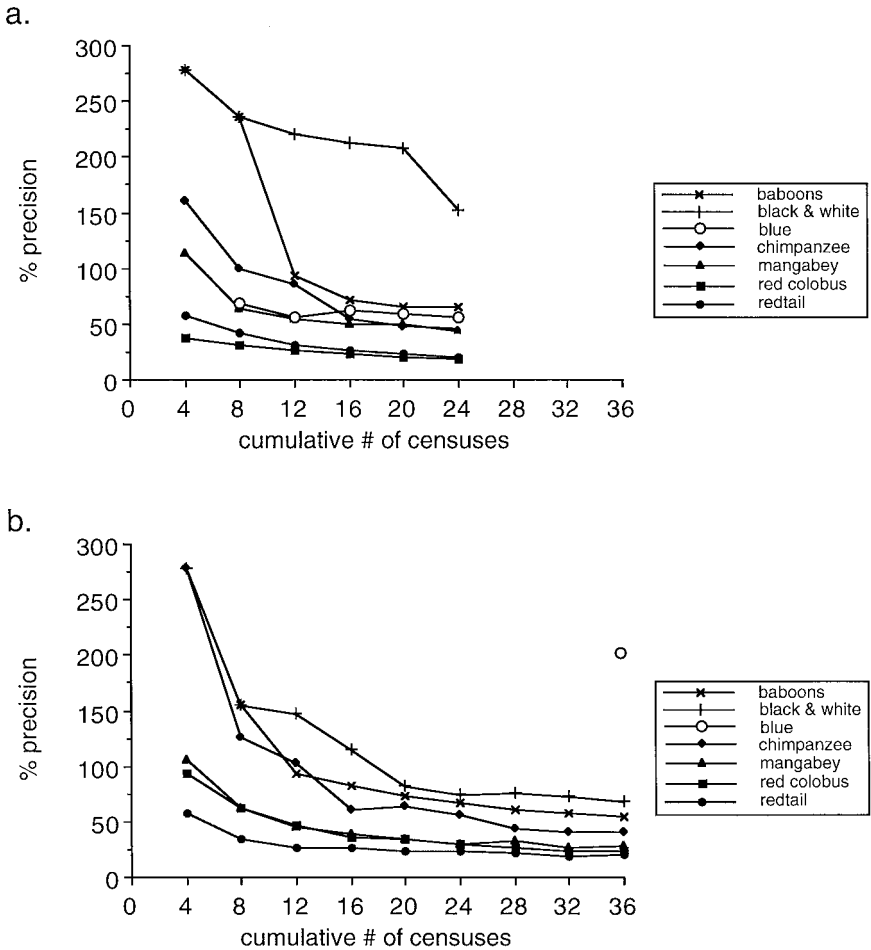 a.
300
250
200
150
100
50
0
% precision
0 4 8 12 16 20 24 28 32 36
cumulative # of censuses
baboons
black & white
blue
chimpanzee
mangabey
red colobus
redtail
b.
300
250
200
150
100
50
0
% precision
0 4 8 12 16 20 24 28 32 36
cumulative # of censuses
baboons
black & white
blue
chimpanzee
mangabey
red colobus
redtail